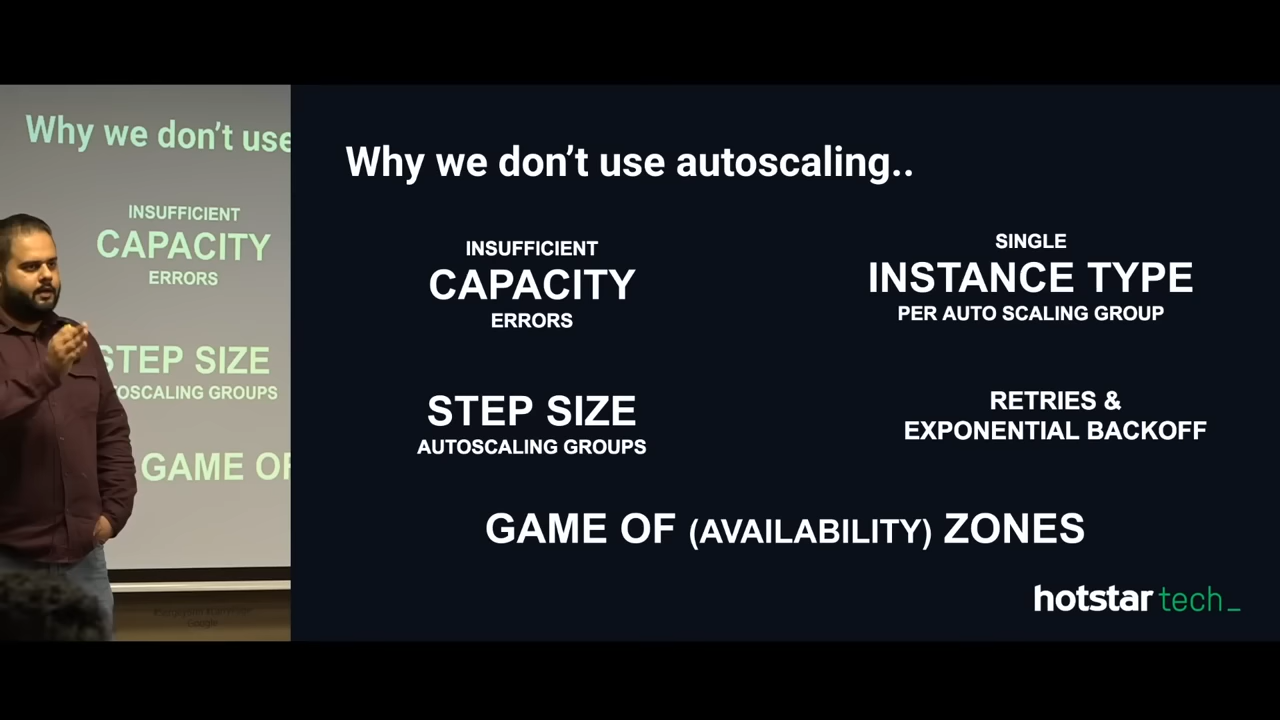 Why we don't use
INSUFFICIENT
CAPACITY
ERRORS
STEP SIZE
TOSCALING GROUPS
GAME OF
Why we don't use autoscaling..
INSUFFICIENT
CAPACITY
ERRORS
SINGLE
INSTANCE TYPE
PER AUTO SCALING GROUP
STEP SIZE
AUTOSCALING GROUPS
RETRIES &
EXPONENTIAL BACKOFF
GAME OF (AVAILABILITY) ZONES
hotstar tech_